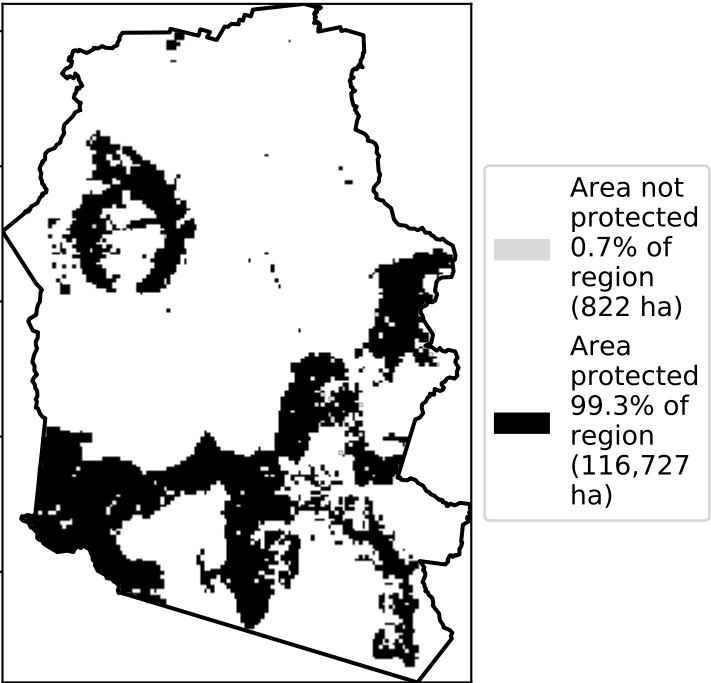 Area not
protected
0.7% of
region
(822 ha)
Area
protected
99.3% of
region
(116,727
ha)